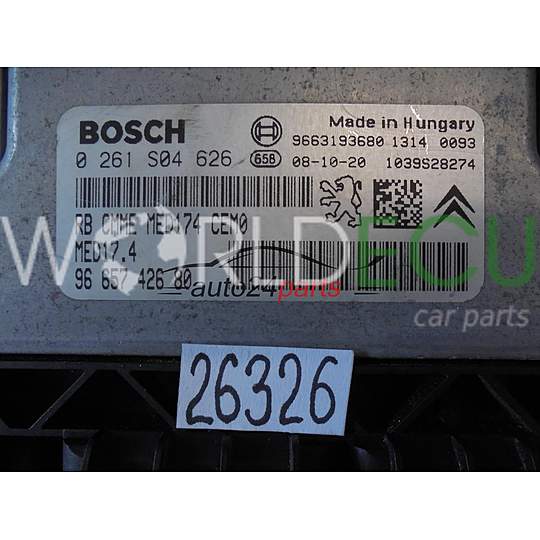 BOSCH
Made in Hungary
9663193680 1314 0093
0 261 S04 626
658
08-10-20 1039S28274
RB CMME MED174 CEM0
MED17.4
96 657 426 80
WORLDECU
car parts
auto24parts
26326